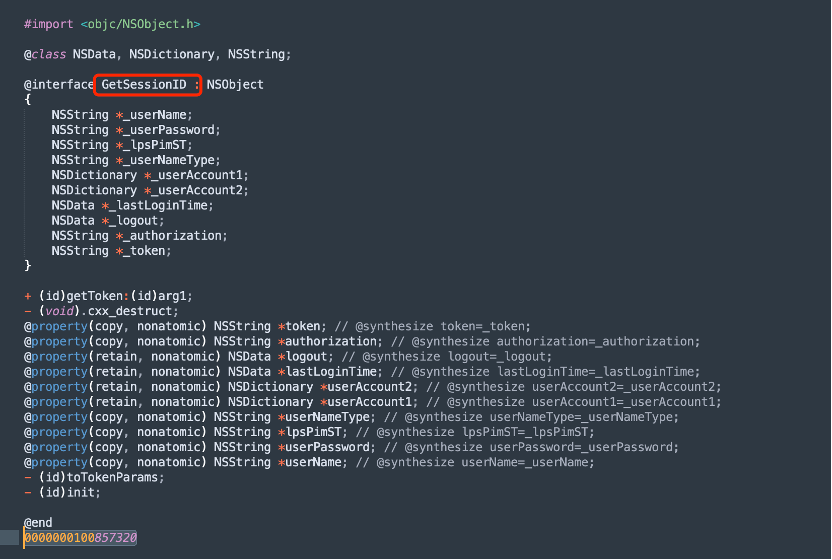 #import <objc/NSObject.h>
@class NSData, NSDictionary, NSString;
@interface GetSessionID : NSObject
{
NSString *_userName;
NSString *_userPassword;
NSString *_lpsPimST;
NSString *_userNameType;
NSDictionary *_userAccount1;
NSDictionary *_userAccount2;
NSData *_lastLoginTime;
NSData *_logout;
NSString *_authorization;
NSString *_token;
}
+ (id)getToken:(id)arg1;
- (void).cxx_destruct;
@property(copy, nonatomic) NSString *token; // @synthesize token=_token;
@property(copy, nonatomic) NSString *authorization; // @synthesize authorization=_authorization;
@property(retain, nonatomic) NSData *logout; // @synthesize logout=_logout;
@property(retain, nonatomic) NSData *lastLoginTime; // @synthesize lastLoginTime=_lastLoginTime;
@property(retain, nonatomic) NSDictionary *userAccount2; // @synthesize userAccount2=_userAccount2;
@property(retain, nonatomic) NSDictionary *userAccount1; // @synthesize userAccount1=_userAccount1;
@property(copy, nonatomic) NSString *userNameType; // @synthesize userNameType=_userNameType;
@property(copy, nonatomic) NSString *lpsPimST; // @synthesize lpsPimST=_lpsPimST;
@property(copy, nonatomic) NSString *userPassword; // @synthesize userPassword=_userPassword;
@property(copy, nonatomic) NSString *userName; // @synthesize userName=_userName;
- (id)toTokenParams;
- (id)init;
@end
0000000100857320